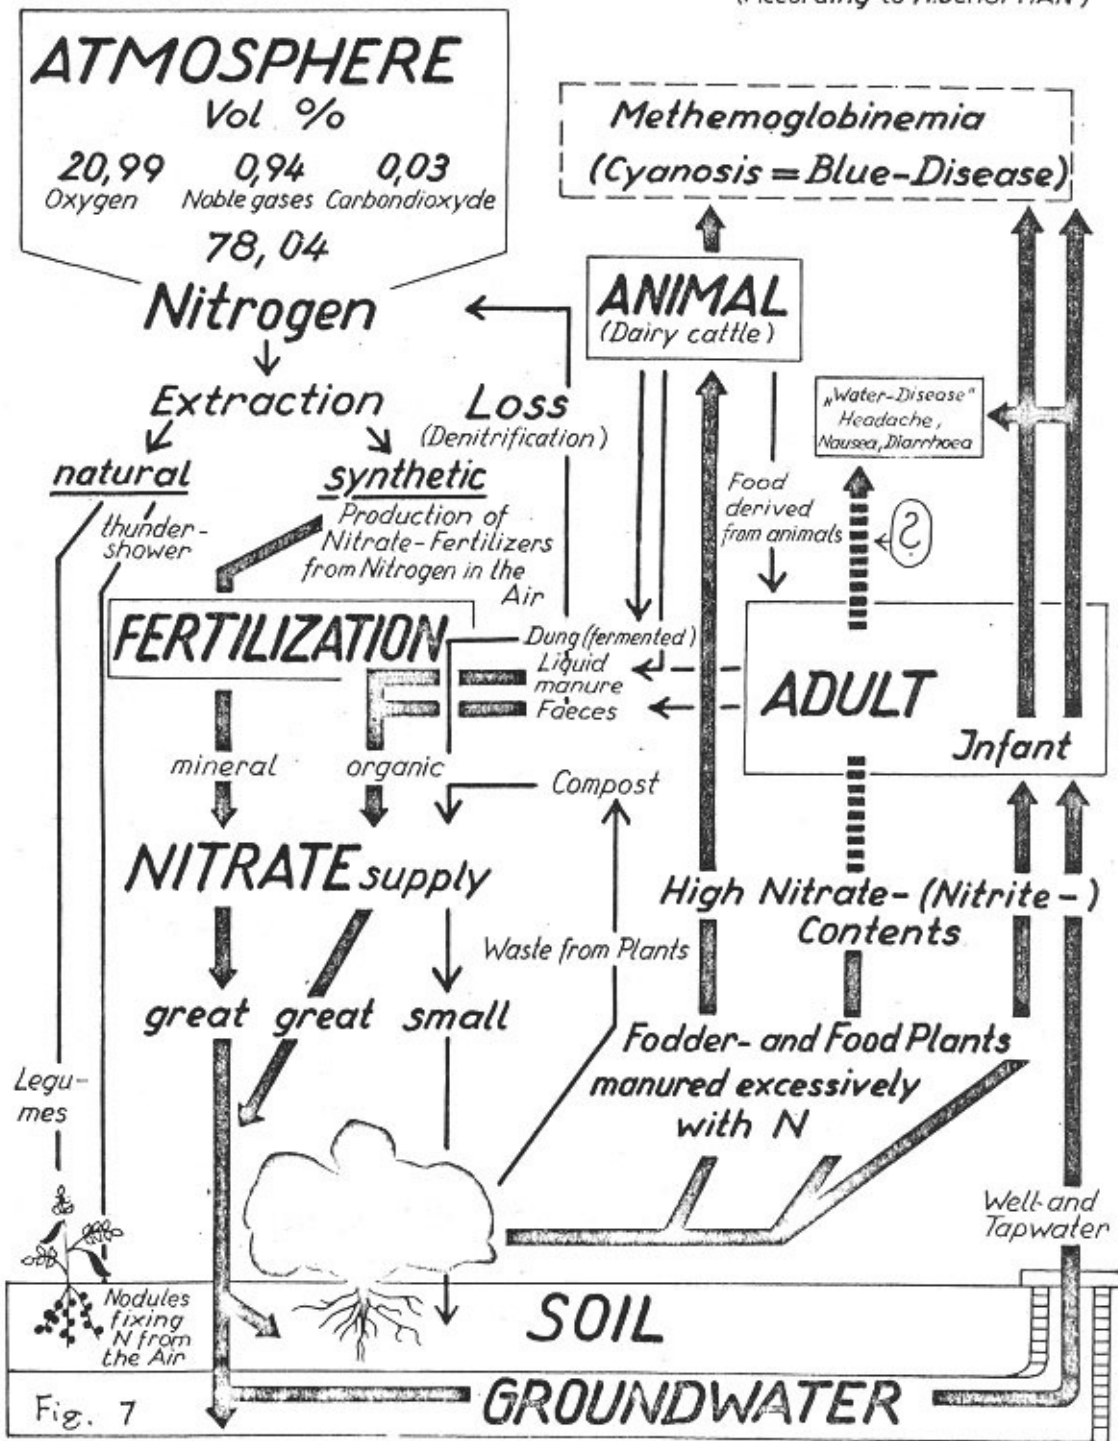 ATMOSPHERE
Vol %
20,99 0,94 0,03
Oxygen Noble gases Carbondioxyde
78,04
Nitrogen
Extraction
natural
synthetic
thunder-
shower
Production of
Nitrate-Fertilizers
from Nitrogen in the
Air
Loss
(Denitrification)
Methemoglobinemia
(Cyanosis = Blue-Disease)
ANIMAL
(Dairy cattle)
„Water-Disease"
Headache,
Nausea, Diarrhoea
Food
derived
from animals
?
FERTILIZATION
Dung (fermented)
Liquid
manure
Faeces
ADULT
Infant
mineral
organic
Compost
NITRATE supply
High Nitrate- (Nitrite-)
Contents
Waste from Plants
great great small
Fodder- and Food Plants
manured excessively
with N
Legu-
mes
Well- and
Tapwater
Nodules
fixing
N from
the Air
SOIL
GROUNDWATER
Fig. 7